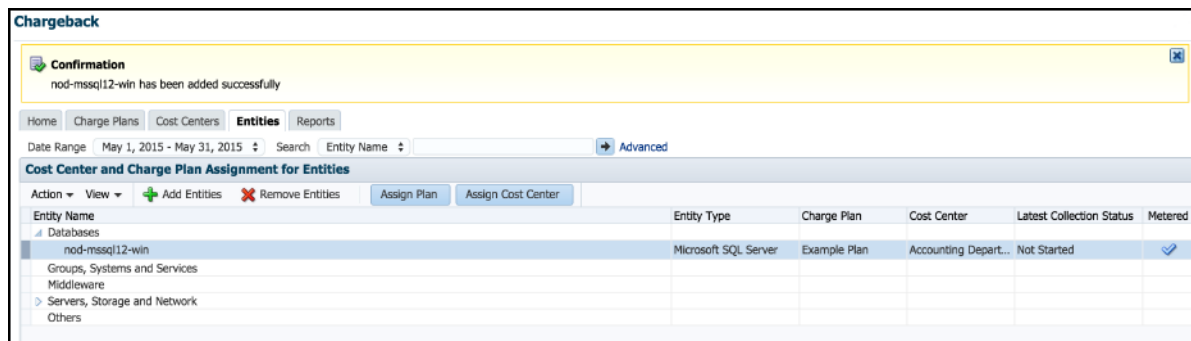 Chargeback
Confirmation
nod-mssql12-win has been added successfully
Home Charge Plans Cost Centers Entities Reports
Date Range May 1, 2015 - May 31, 2015 Search Entity Name Advanced
Cost Center and Charge Plan Assignment for Entities
Action View Add Entities Remove Entities Assign Plan Assign Cost Center
Entity Name Entity Type Charge Plan Cost Center Latest Collection Status Metered
Databases
nod-mssql12-win Microsoft SQL Server Example Plan Accounting Depart... Not Started
Groups, Systems and Services
Middleware
Servers, Storage and Network
Others